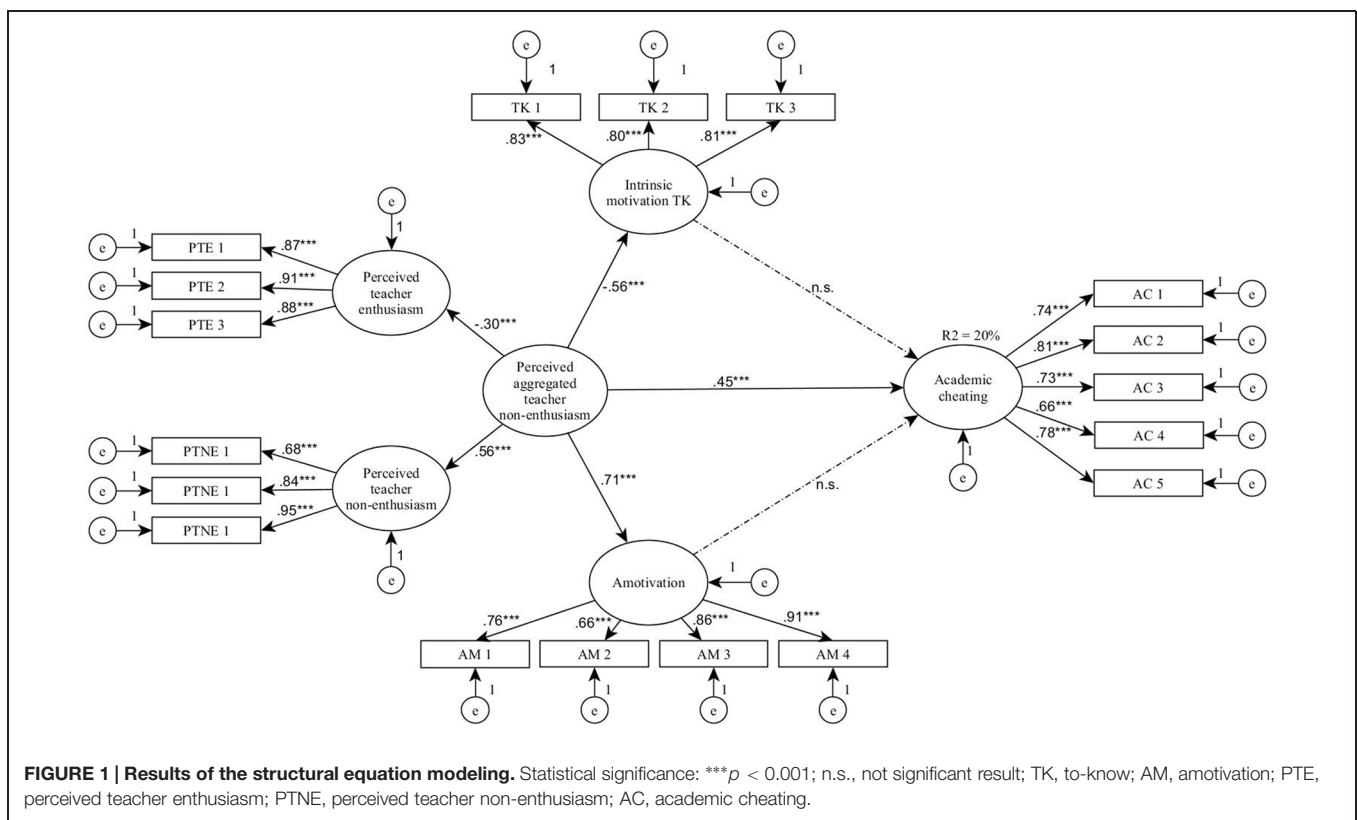 e
e
e
1
1
1
TK 1
TK 2
TK 3
.83***
.80***
.81***
Intrinsic
motivation TK
1
e
e
1
e
1
PTE 1
.87***
e
1
PTE 2
.91***
e
1
PTE 3
.88***
Perceived
teacher
enthusiasm
-.30***
-.56***
n.s.
Perceived
aggregated
teacher
non-enthusiasm
.45***
R2 = 20%
Academic
cheating
1
e
.74***
AC 1
1
e
.81***
AC 2
1
e
.73***
AC 3
1
e
.66***
AC 4
1
e
.78***
AC 5
1
e
e
1
PTNE 1
.68***
e
1
PTNE 1
.84***
e
1
PTNE 1
.95***
Perceived
teacher
non-enthusiasm
1
e
.56***
.71***
n.s.
Amotivation
1
e
.76***
.66***
.86***
.91***
AM 1
AM 2
AM 3
AM 4
1
1
1
1
e
e
e
e
FIGURE 1 | Results of the structural equation modeling. Statistical significance: ***p < 0.001; n.s., not significant result; TK, to-know; AM, amotivation; PTE,
perceived teacher enthusiasm; PTNE, perceived teacher non-enthusiasm; AC, academic cheating.